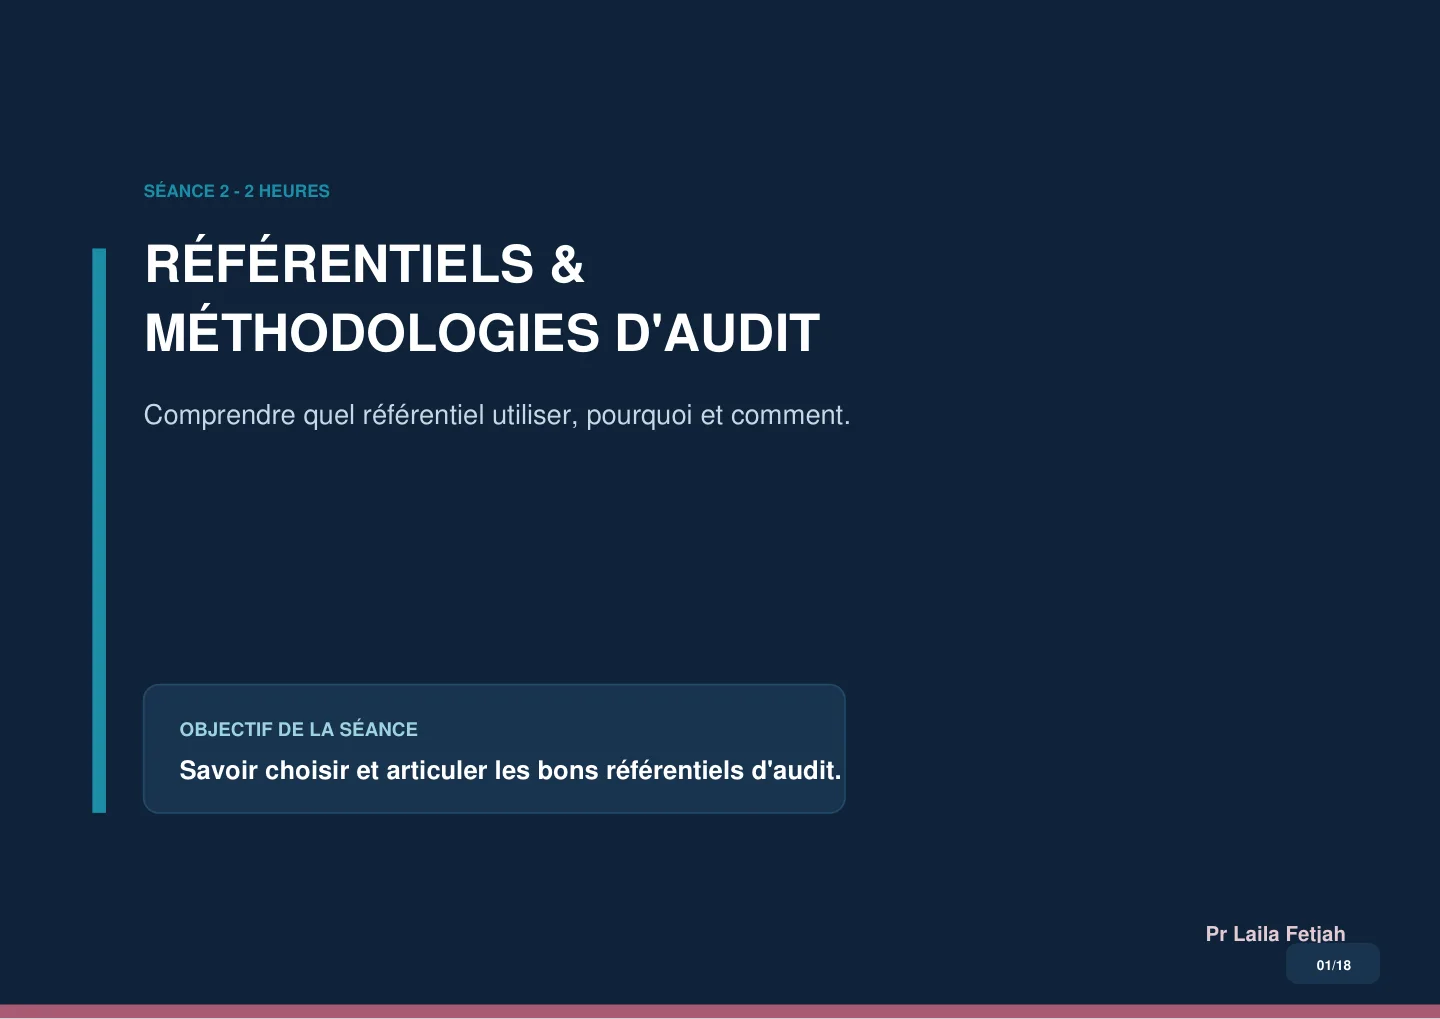 SÉANCE 2 - 2 HEURES
RÉFÉRENTIELS &
MÉTHODOLOGIES D'AUDIT
Comprendre quel référentiel utiliser, pourquoi et comment.
OBJECTIF DE LA SÉANCE
Savoir choisir et articuler les bons référentiels d'audit.
Pr Laila Fetjah
01/18